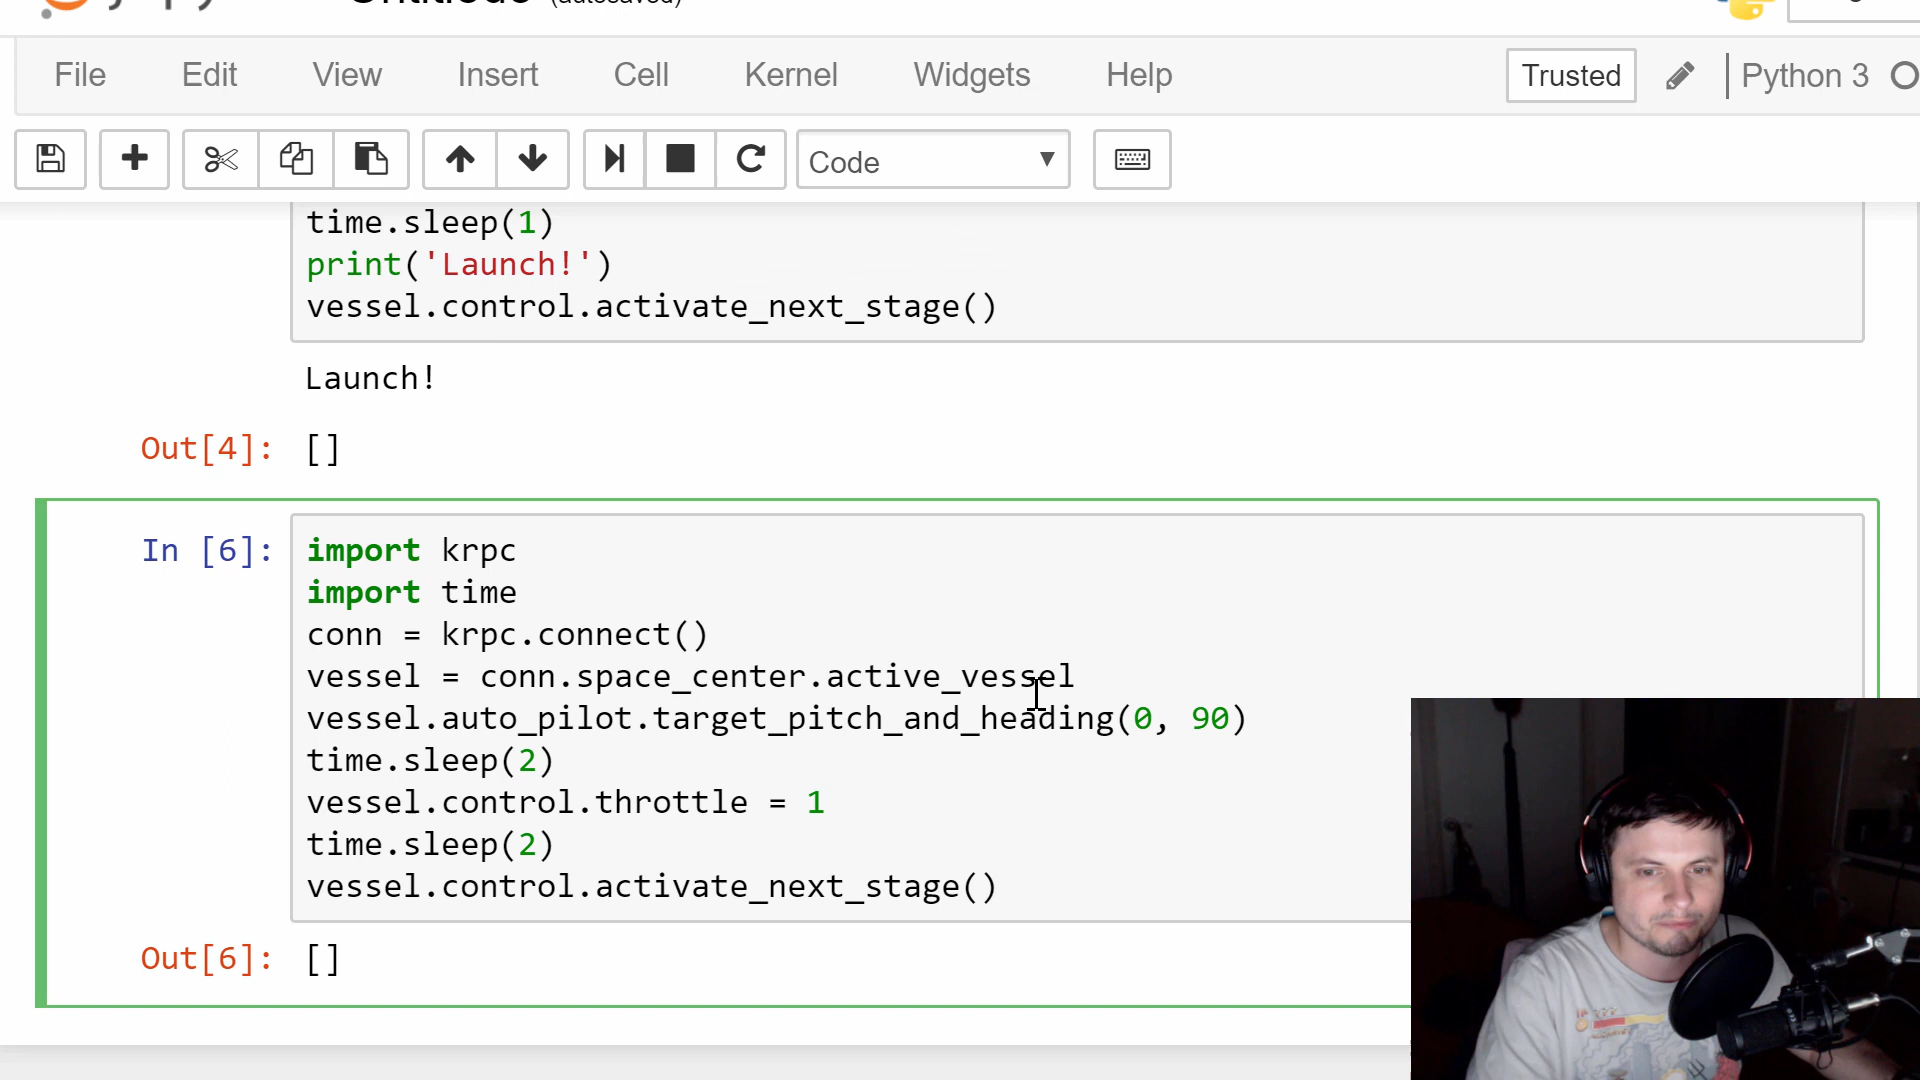 File Edit View Insert Cell Kernel Widgets Help Trusted Python 3
Code
time.sleep(1)
print('Launch!')
vessel.control.activate_next_stage()
Launch!
Out[4]: []
In [6]: import krpc
import time
conn = krpc.connect()
vessel = conn.space_center.active_vessel
vessel.auto_pilot.target_pitch_and_heading(0, 90)
time.sleep(2)
vessel.control.throttle = 1
time.sleep(2)
vessel.control.activate_next_stage()
Out[6]: []